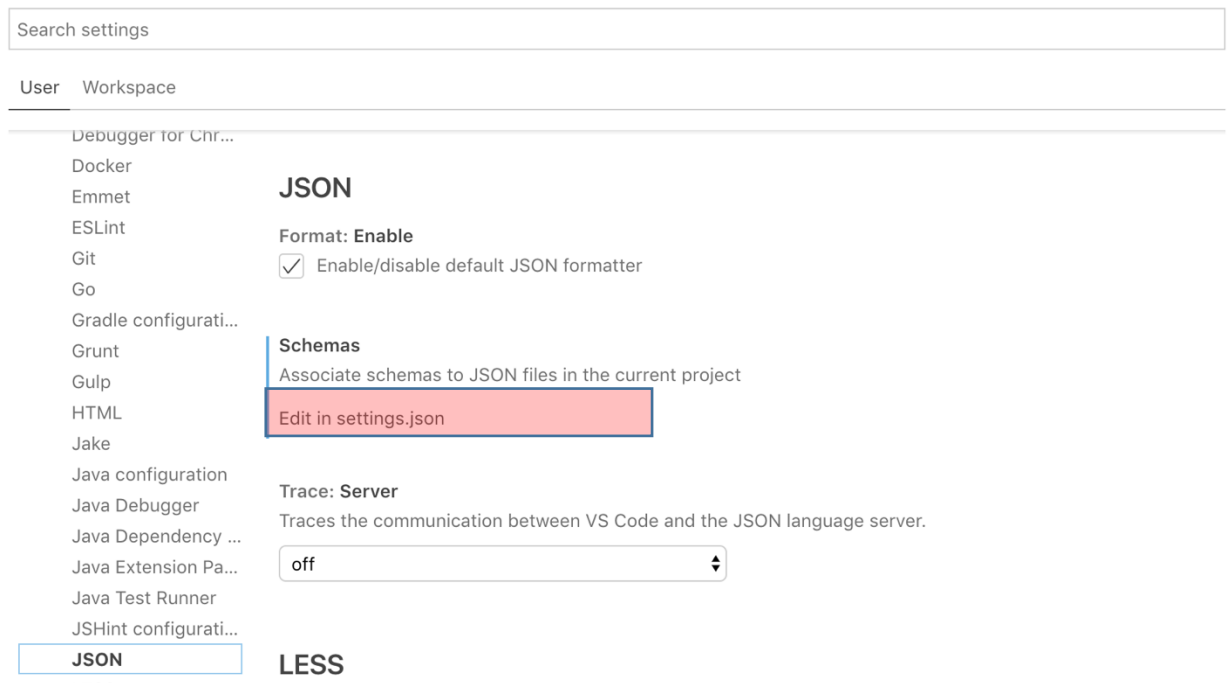 Search settings
User Workspace
Debugger for Chr...
Docker
Emmet
ESLint
Git
Go
Gradle configurati...
Grunt
Gulp
HTML
Jake
Java configuration
Java Debugger
Java Dependency ...
Java Extension Pa...
Java Test Runner
JSHint configurati...
JSON
JSON
Format: Enable
Enable/disable default JSON formatter
Schemas
Associate schemas to JSON files in the current project
Edit in settings.json
Trace: Server
Traces the communication between VS Code and the JSON language server.
off
LESS